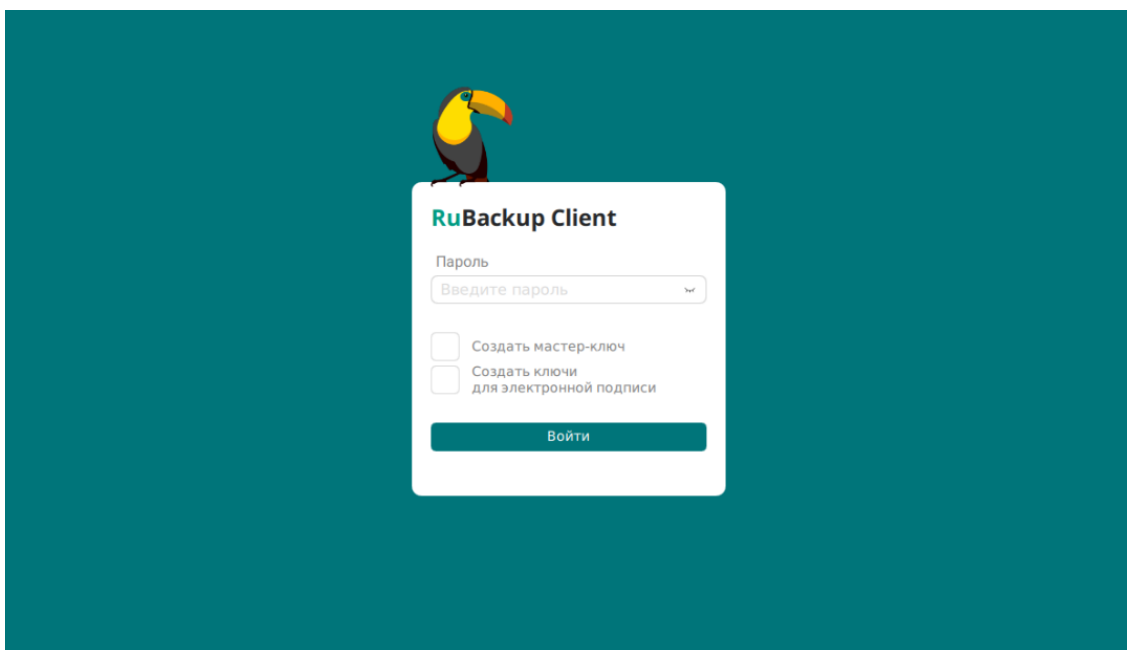 RuBackup Client
Пароль
Введите пароль
Создать мастер-ключ
Создать ключи
для электронной подписи
Войти